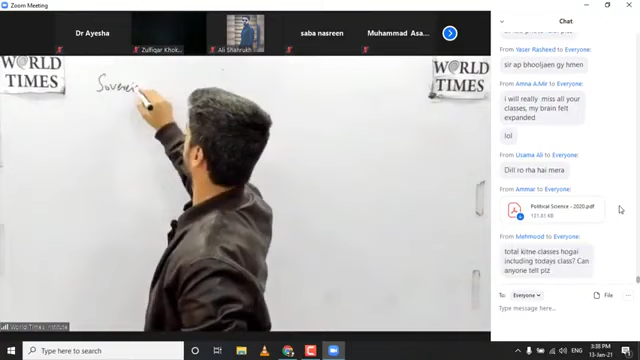 Zoom Meeting
Dr Ayesha
saba nasreen
Muhammad Asa...
Zulfiqar Khok...
Ali Shahrukh
W@RLD
TIMES
W@RLD
TIMES
Soverei
World Times Institute
Chat
From Yaser Rasheed to Everyone:
sir ap bhooljaen gy hmen
From Amna A.Mir to Everyone:
i will really miss all your
classes, my brain felt
expanded
lol
From Usama Ali to Everyone:
Dill ro rha hai mera
From Ammar to Everyone:
Political Science - 2020.pdf
131.81 KB
From Mehmood to Everyone:
total kitne classes hogai
including todays class? Can
anyone tell plz
To: Everyone
File
Type message here...
Type here to search
ENG
3:38 PM
13-Jan-21